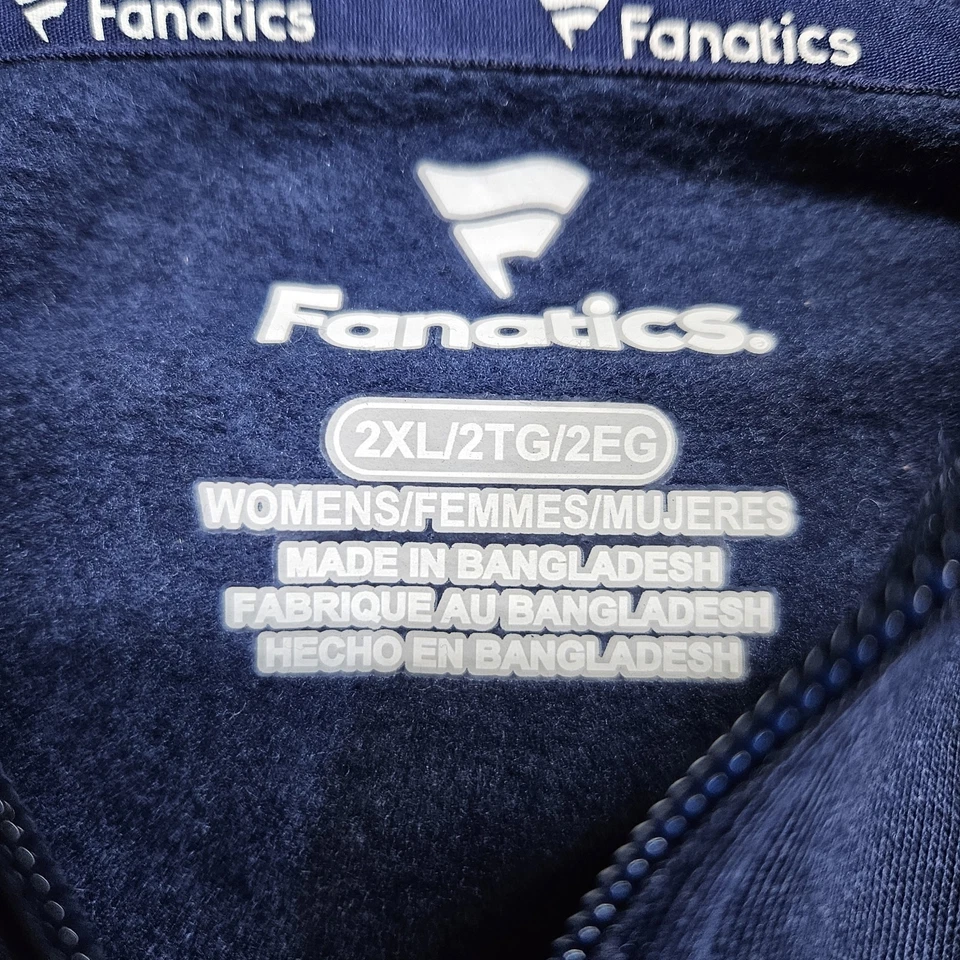 Fanatics Fanatics
Fanatics.
2XL/2TG/2EG
WOMENS/FEMMES/MUJERES
MADE IN BANGLADESH
FABRIQUE AU BANGLADESH
HECHO EN BANGLADESH